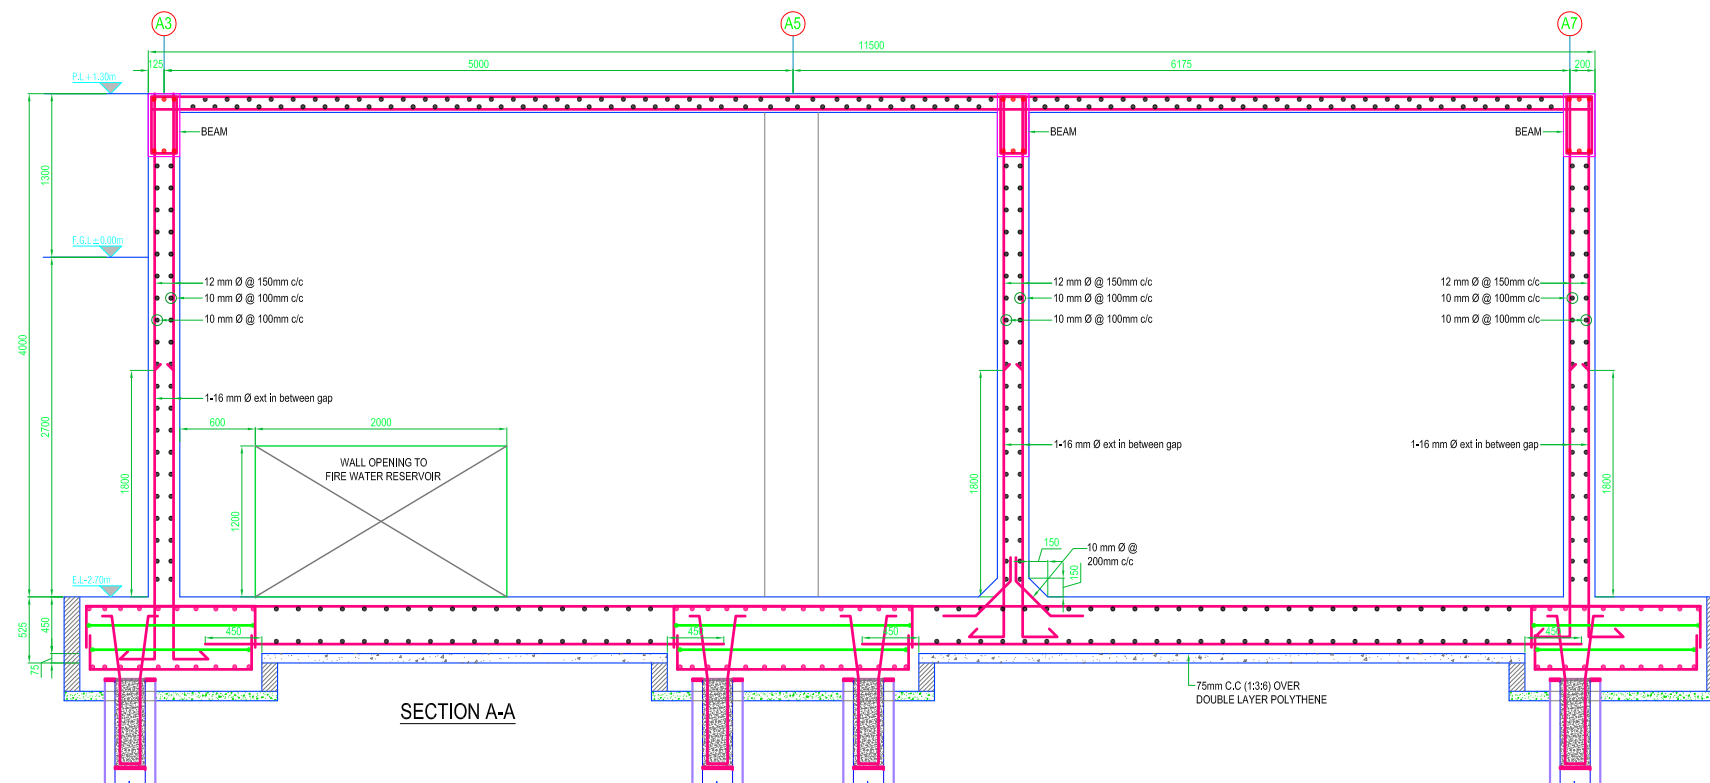 A3
A5
A7
11500
125
5000
6175
200
P.L +1.30m
BEAM
BEAM
BEAM
1300
F.G.L ±0.00m
12 mm Ø @ 150mm c/c
10 mm Ø @ 100mm c/c
10 mm Ø @ 100mm c/c
12 mm Ø @ 150mm c/c
10 mm Ø @ 100mm c/c
10 mm Ø @ 100mm c/c
12 mm Ø @ 150mm c/c
10 mm Ø @ 100mm c/c
10 mm Ø @ 100mm c/c
4000
2700
1-16 mm Ø ext in between gap
600
2000
1-16 mm Ø ext in between gap
1-16 mm Ø ext in between gap
WALL OPENING TO
FIRE WATER RESERVOIR
1800
1200
1800
1800
150
10 mm Ø @
200mm c/c
150
E.L-2.70m
525
450
75
450
450
450
450
75mm C.C (1:3:6) OVER
DOUBLE LAYER POLYTHENE
SECTION A-A